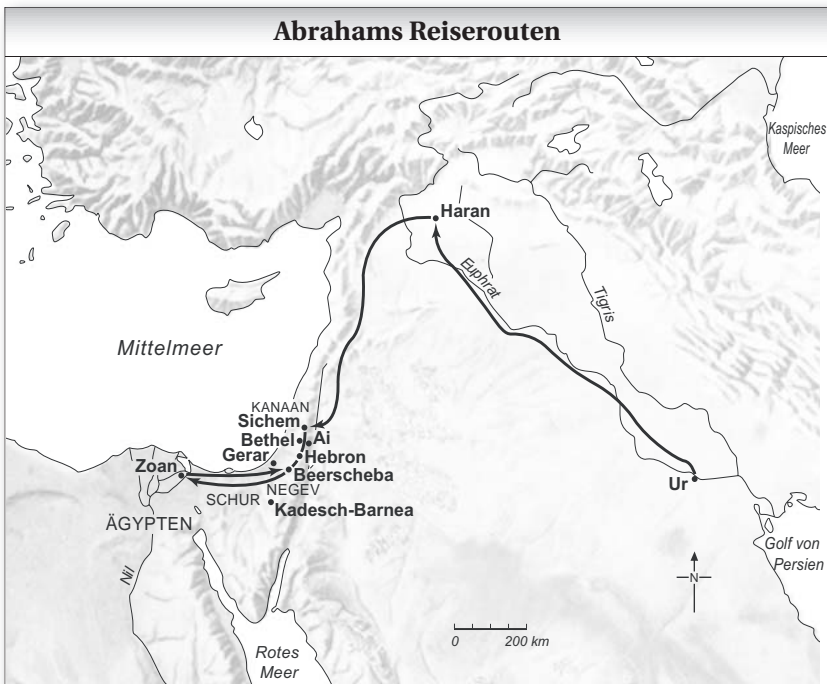 Abrahams Reiserouten
Kaspisches
Meer
Haran
Euphrat
Tigris
Mittelmeer
KANAAN
Sichem
Bethel
Ai
Gerar
Hebron
Zoan
Beerscheba
SCHUR
NEGEV
Kadesch-Barnea
Ur
ÄGYPTEN
Golf von
Persien
Nil
N
0 200 km
Rotes
Meer